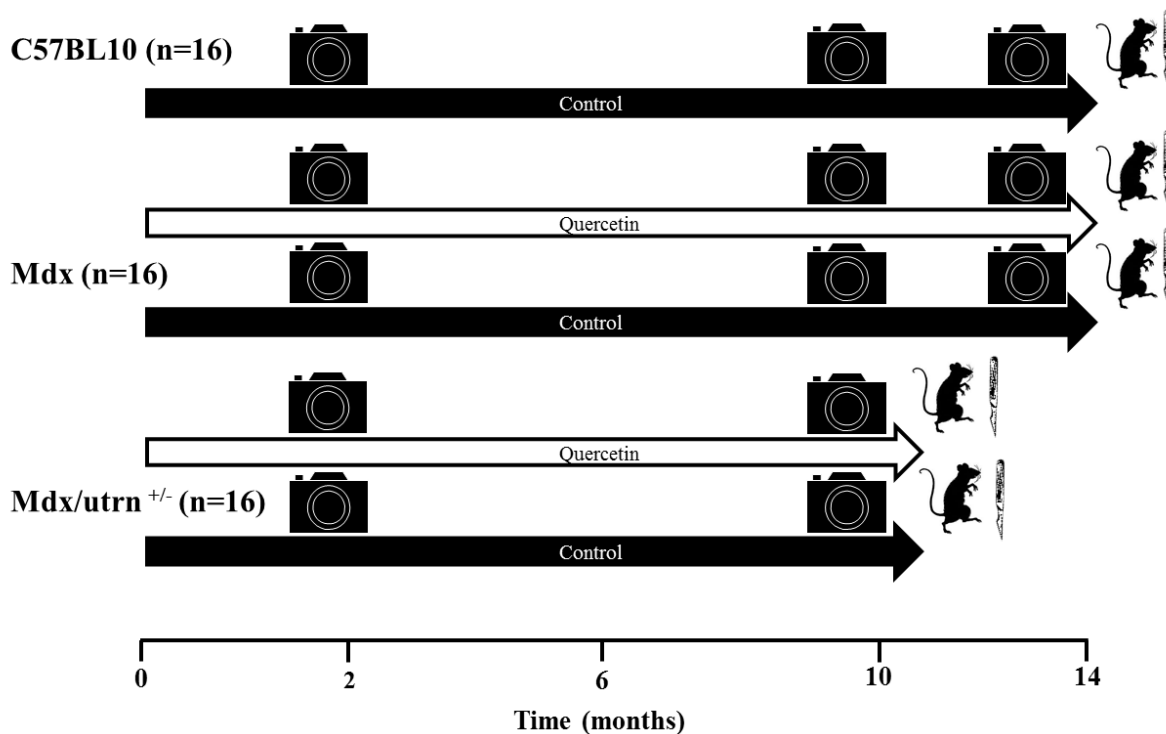 C57BL10 (n=16)
Control
Quercetin
Mdx (n=16)
Control
Quercetin
Mdx/utrn +/- (n=16)
Control
0 2 6 10 14
Time (months)